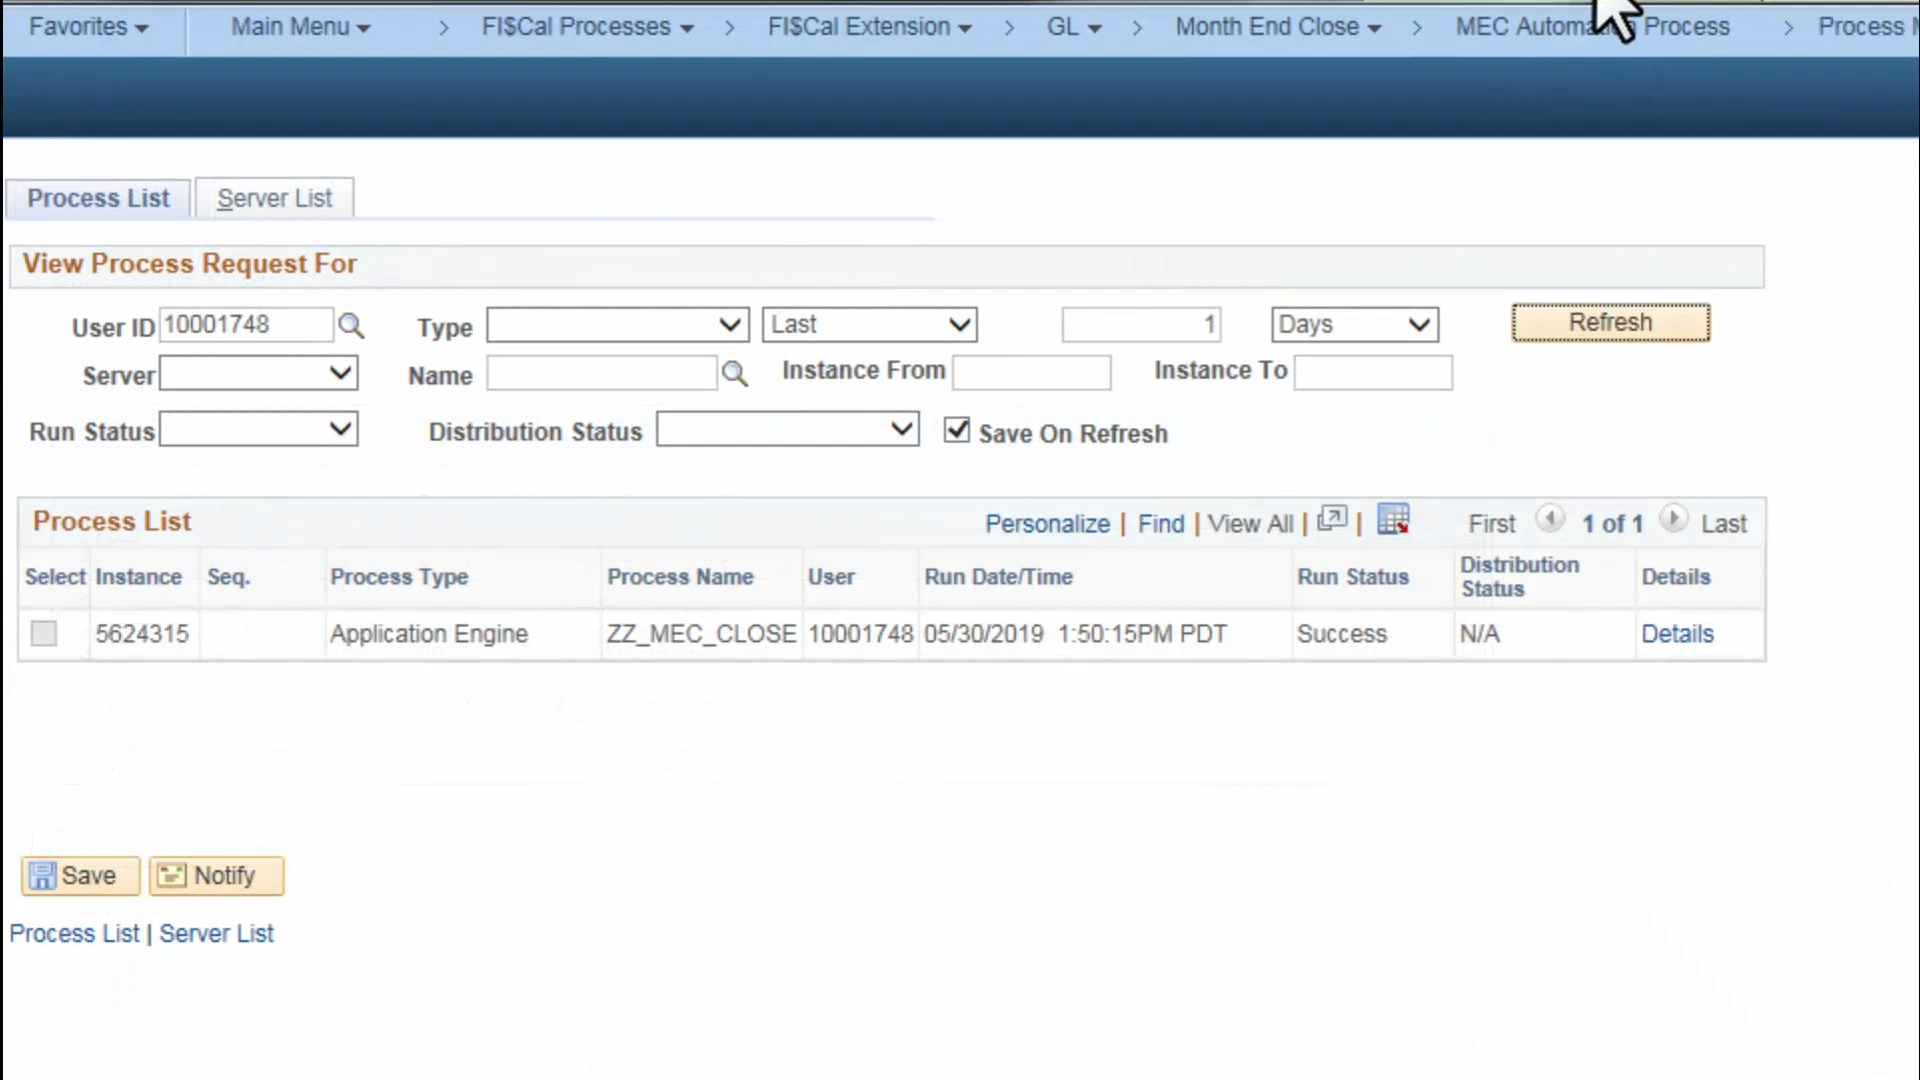 Favorites Main Menu > FI$Cal Processes > FI$Cal Extension > GL > Month End Close > MEC Process > Process
Process List Server List
View Process Request For
User ID 10001748 Type Last 1 Days Refresh
Server Name Instance From Instance To
Run Status Distribution Status Save On Refresh
Process List Personalize | Find | View All | | First 1 of 1 Last
Select Instance Seq. Process Type Process Name User Run Date/Time Run Status Distribution Status Details
5624315 Application Engine ZZ_MEC_CLOSE 10001748 05/30/2019 1:50:15PM PDT Success N/A Details
Save Notify
Process List | Server List